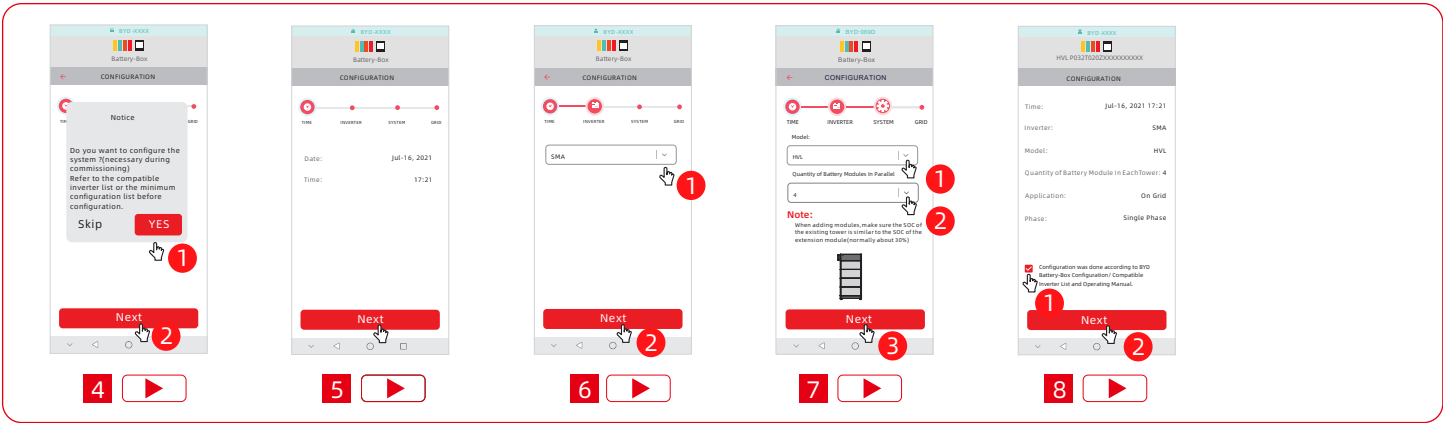 BYD-XXXX
Battery-Box
CONFIGURATION
GRID
Notice
Do you want to configure the
system ?(necessary during
commissioning)
Refer to the compatible
inverter list or the minimum
configuration list before
configuration.
Skip
YES
1
Next
2
4
BYD-XXXX
Battery-Box
CONFIGURATION
TIME INVERTER SYSTEM GRID
Date: Jul-16, 2021
Time: 17:21
Next
5
BYD-XXXX
Battery-Box
CONFIGURATION
TIME INVERTER SYSTEM GRID
SMA
1
Next
2
6
Battery-Box
CONFIGURATION
TIME INVERTER SYSTEM GRID
Model:
HVL
1
Quantity of Battery Modules In Parallel
4
2
Note:
When adding modules,make sure the SOC of
the existing tower is similar to the SOC of the
extension module(normally about 30%)
Next
3
7
BYD-XXXX
HVL P032T020ZXXXXXXXXXX
CONFIGURATION
Time: Jul-16, 2021 17:21
Inverter: SMA
Model: HVL
Quantity of Battery Module In EachTower: 4
Application: On Grid
Phase: Single Phase
Configuration was done according to BYD
Battery-Box Configuration/ Compatible
Inverter List and Operating Manual.
1
Next
2
8